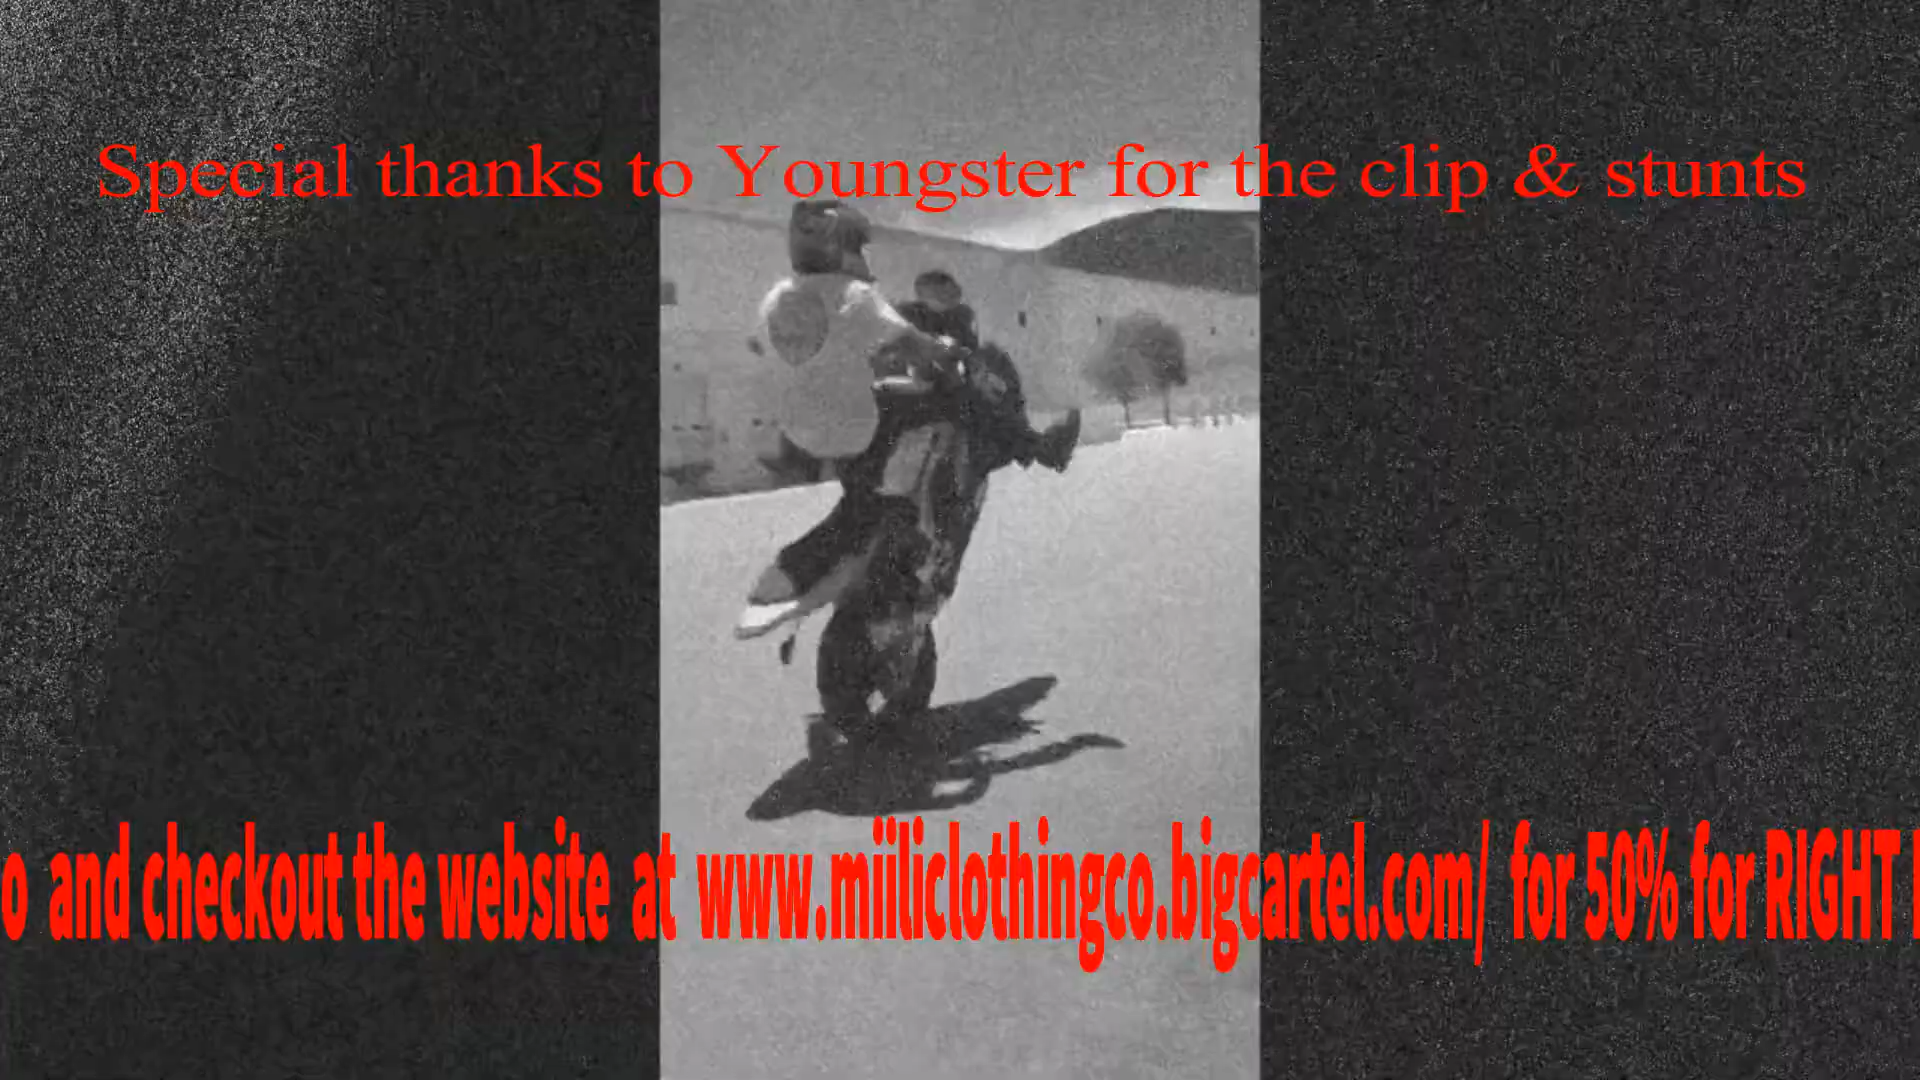 Special thanks to Youngster for the clip & stunts
o and checkout the website at www.miiliclothingco.bigcartel.com/ for 50% for RIGHT